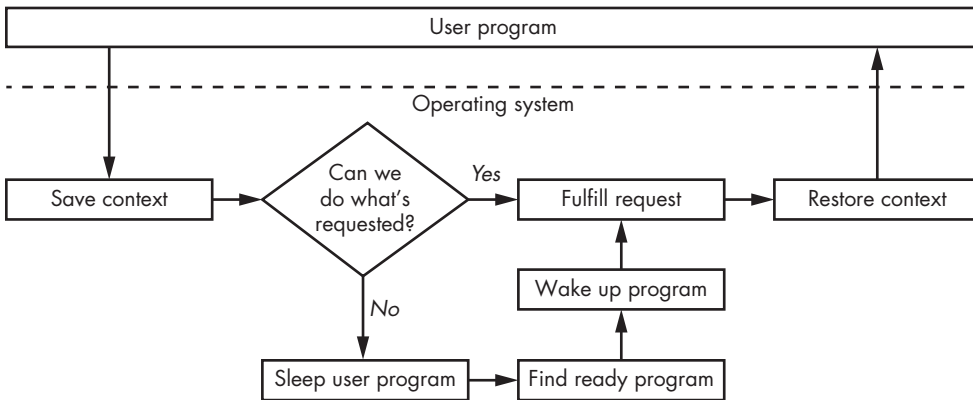 User program
Operating system
Save context
Can we
do what's
requested?
Yes
Fulfill request
Restore context
Wake up program
No
Sleep user program
Find ready program